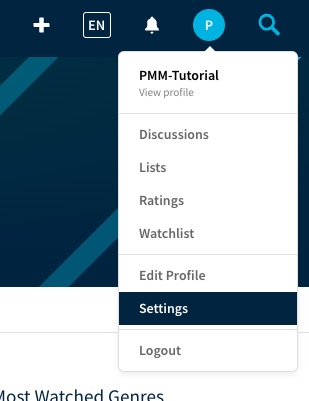 EN
P
PMM-Tutorial
View profile
Discussions
Lists
Ratings
Watchlist
Edit Profile
Settings
Logout
Most Watched Genres